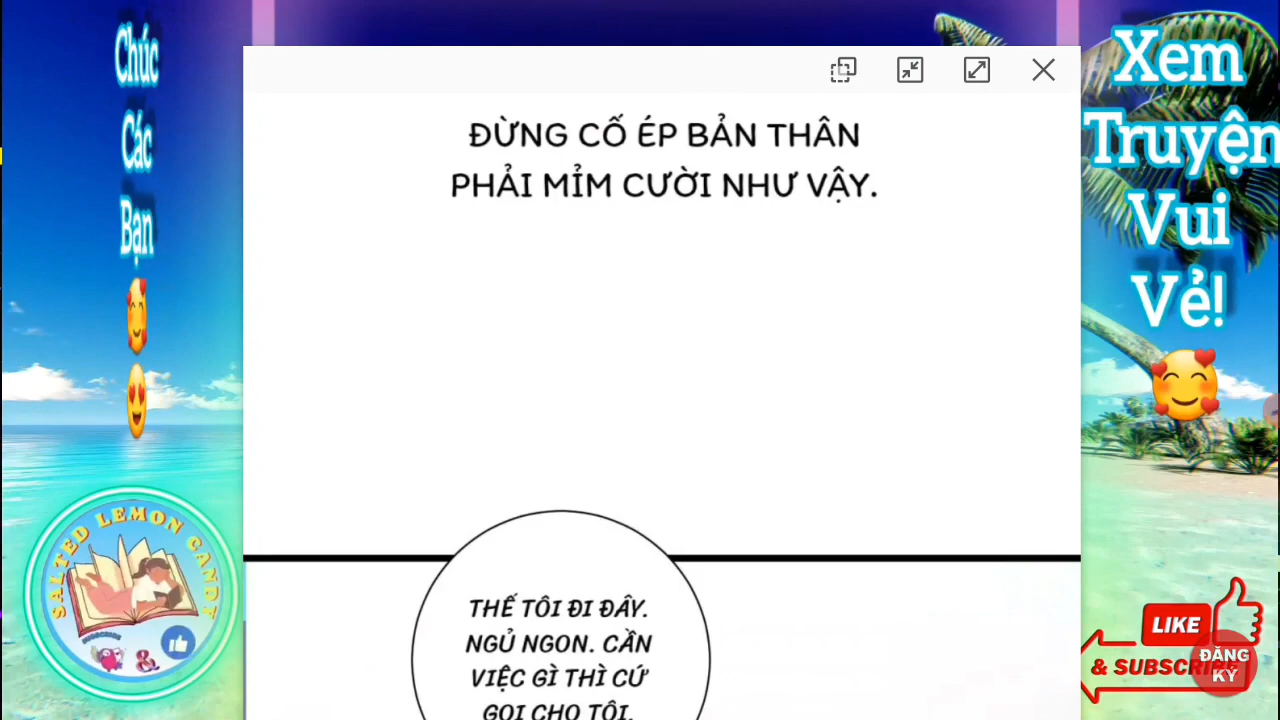 Chúc
Các
Bạn
ĐỪNG CỐ ÉP BẢN THÂN
PHẢI MỈM CƯỜI NHƯ VẬY.
THẾ TÔI ĐI ĐÂY.
NGỦ NGON. CẦN
VIỆC GÌ THÌ CỨ
GỌI CHO TÔI.
Xem
Truyện
Vui
Vẻ!
SALTED LEMON CANDY
&
LIKE
& SUBSCRIBE
ĐĂNG
KÝ